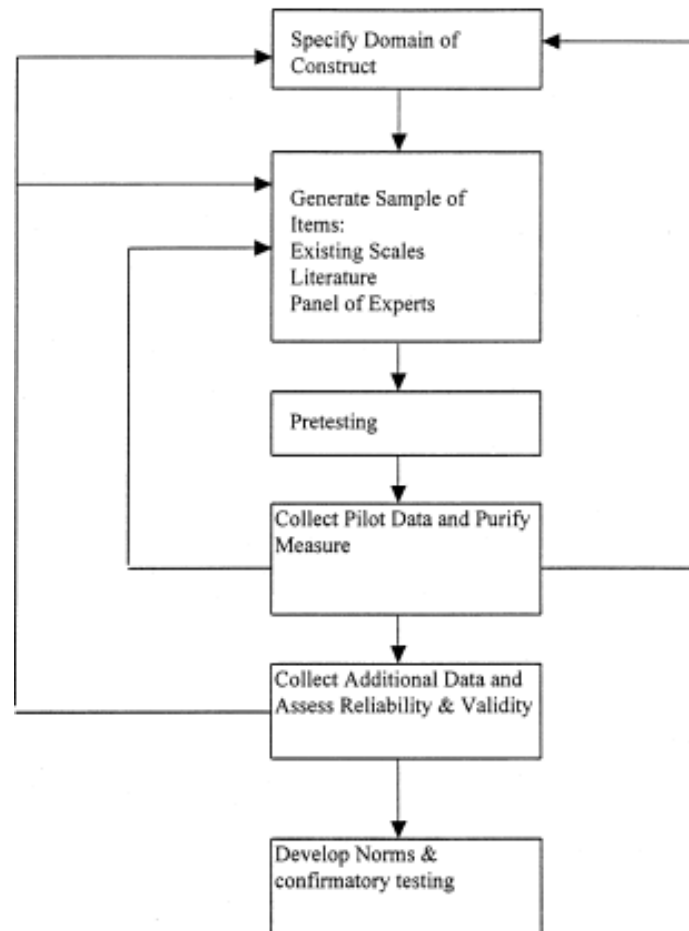 Specify Domain of
Construct
Generate Sample of
Items:
Existing Scales
Literature
Panel of Experts
Pretesting
Collect Pilot Data and Purify
Measure
Collect Additional Data and
Assess Reliability & Validity
Develop Norms &
confirmatory testing